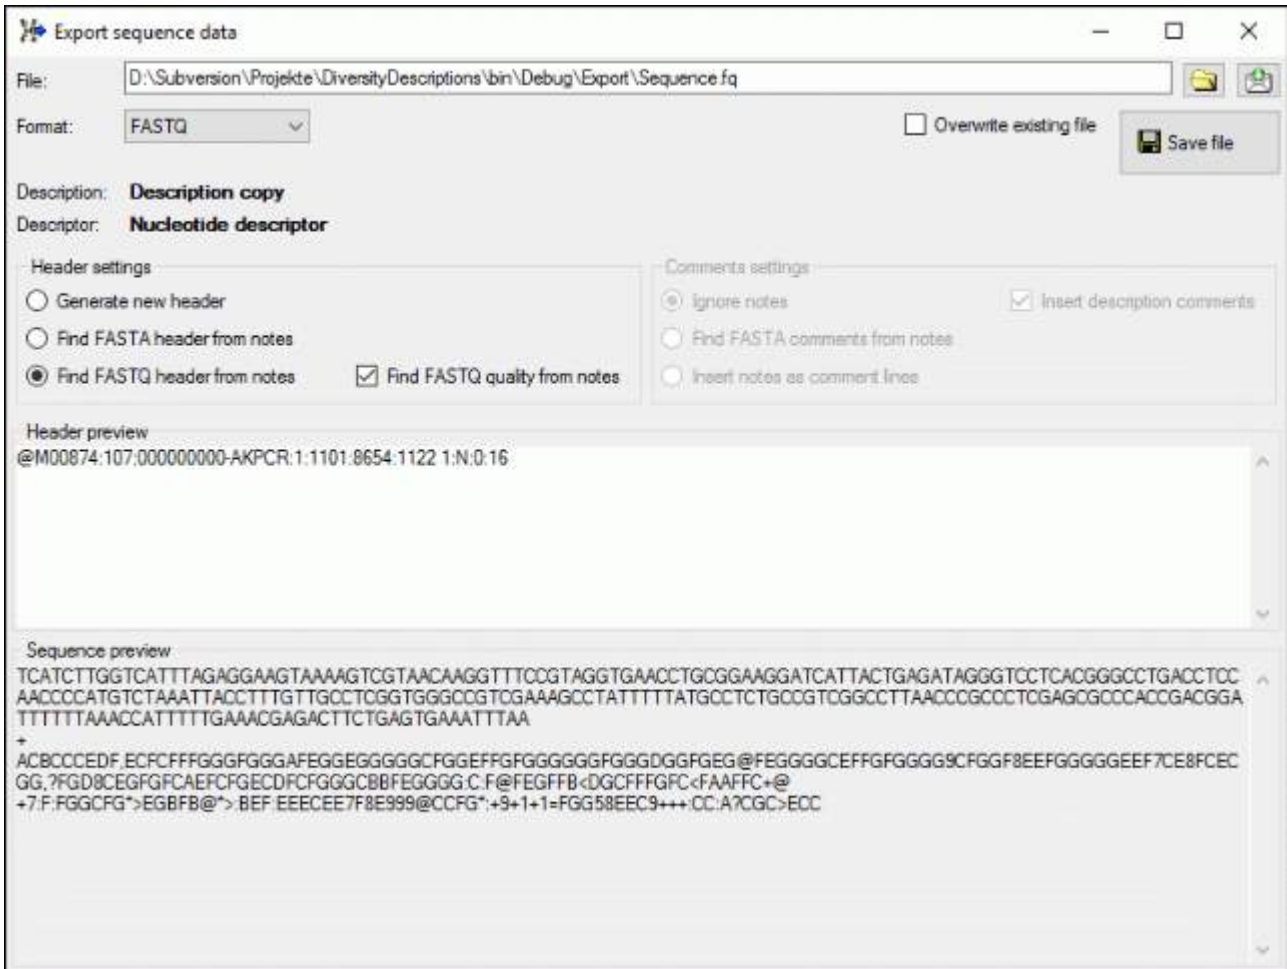 Export sequence data
File: D:\Subversion\Projekte\DiversityDescriptions\bin\Debug\Export\Sequence.fq
Format: FASTQ Overwrite existing file Save file
Description: Description copy
Descriptor: Nucleotide descriptor
Header settings Comments settings
Generate new header Ignore notes Insert description comments
Find FASTA header from notes Find FASTA comments from notes
Find FASTQ header from notes Find FASTQ quality from notes Insert notes as comment lines
Header preview
@M00874:107:000000000-AKPCR:1:1101:8654:1122 1:N:0:16
Sequence preview
TCATCTTGGTCATTTAGAGGAAGTAAAAGTCGTAACAAGGTTTCCGTAGGTGAACCTGCGGAAGGATCATTACTGAGATAGGGTCCTCACGGGCCTGACCTCC
AACCCCATGTCTAAATTACCTTTGTTGCCTCGGTGGGCCGTCGAAAGCCTATTTTTATGCCTCTGCCGTCGGCCTTAACCCGCCCTCGAGCGCCCACCGACGGA
TTTTTTAAACCATTTTTGAAACGAGACTTCTGAGTGAAATTTAA
+
ACBCCCEDF,ECFCFFFGGGFGGGAFEGGEGGGGGCFGGEFFGFGGGGGGFGGGDGGFGEG@FEGGGGCEFFGFGGGG9CFGGF8EEFGGGGGEEF7CE8FCEC
GG,?FGD8CEGFGFCAEFCFGECDFCFGGGCBBFEGGGG:C:F@FEGFFB<DGCFFFGFC<FAAFFC+@
+7:F:FGGCFG*>EGBFB@*>:BEF:EEECEE7F8E999@CCFG*:+9+1+1=FGG58EEC9+++:CC:A?CGC>ECC